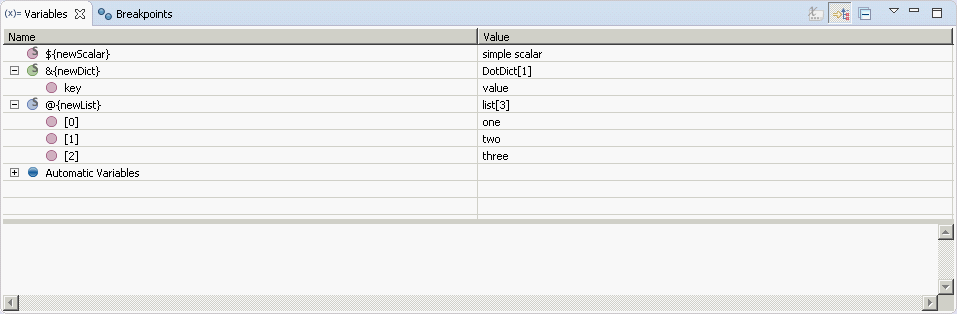 (x)= Variables Breakpoints
Name Value
${newScalar} simple scalar
&{newDict} DotDict[1]
key value
@{newList} list[3]
[0] one
[1] two
[2] three
Automatic Variables